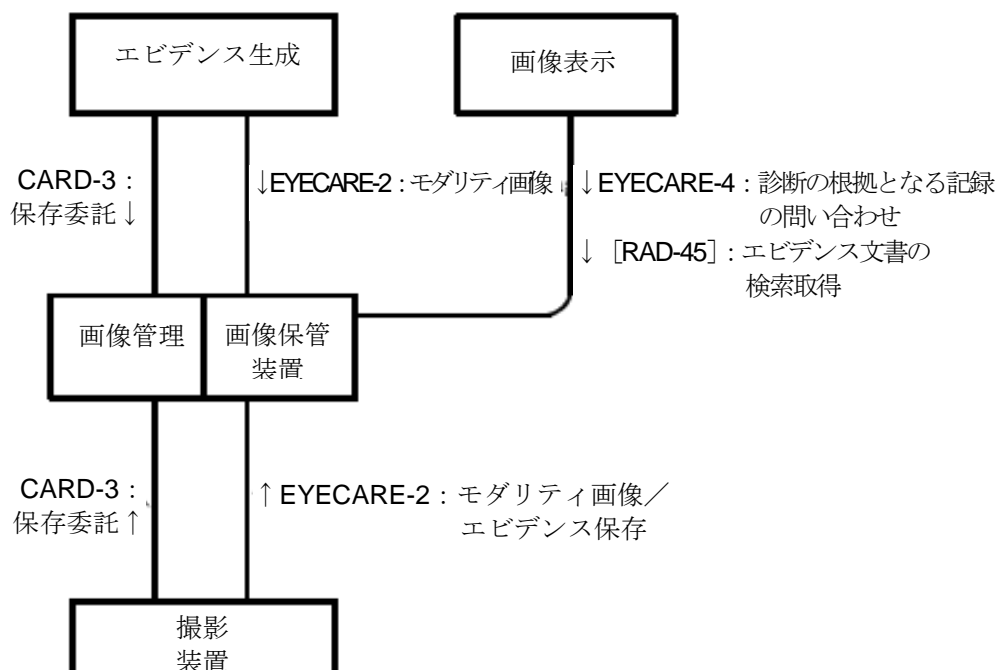 エビデンス生成
画像表示
CARD-3：
保存委託↓
↓EYECARE-2：モダリティ画像
↓EYECARE-4：診断の根拠となる記録
の問い合わせ
↓［RAD-45］：エビデンス文書の
検索取得
画像管理
画像保管
装置
CARD-3：
保存委託↑
↑EYECARE-2：モダリティ画像／
エビデンス保存
撮影
装置